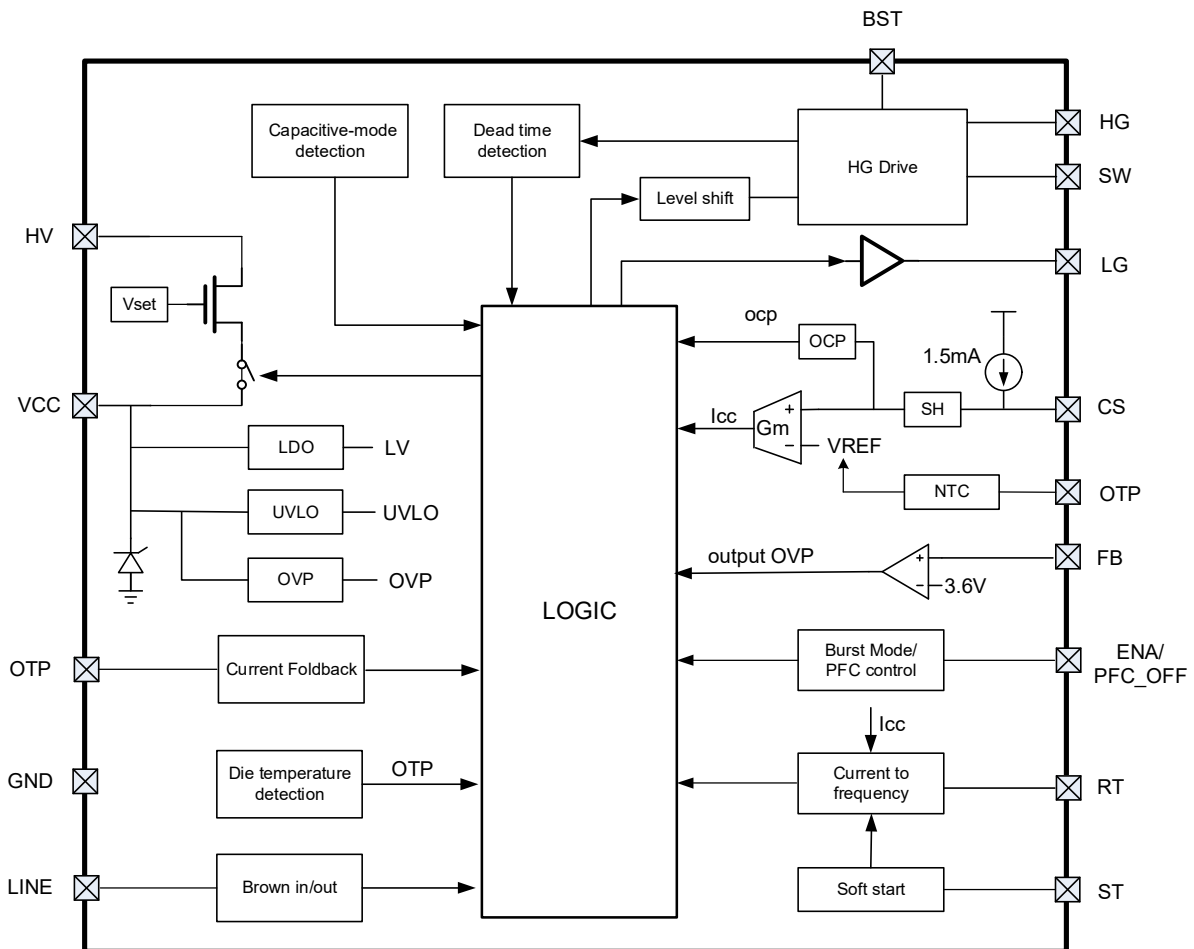 BST
Capacitive-mode
detection
Dead time
detection
HG Drive
HG
SW
Level shift
HV
LG
Vset
ocp
OCP
1.5mA
VCC
Icc
+
Gm
−
SH
CS
VREF
LDO
LV
NTC
OTP
UVLO
UVLO
FB
output OVP
+
−
3.6V
OVP
OVP
LOGIC
OTP
Current Foldback
Burst Mode/
PFC control
ENA/
PFC_OFF
Icc
GND
Die temperature
detection
OTP
Current to
frequency
RT
LINE
Brown in/out
Soft start
ST